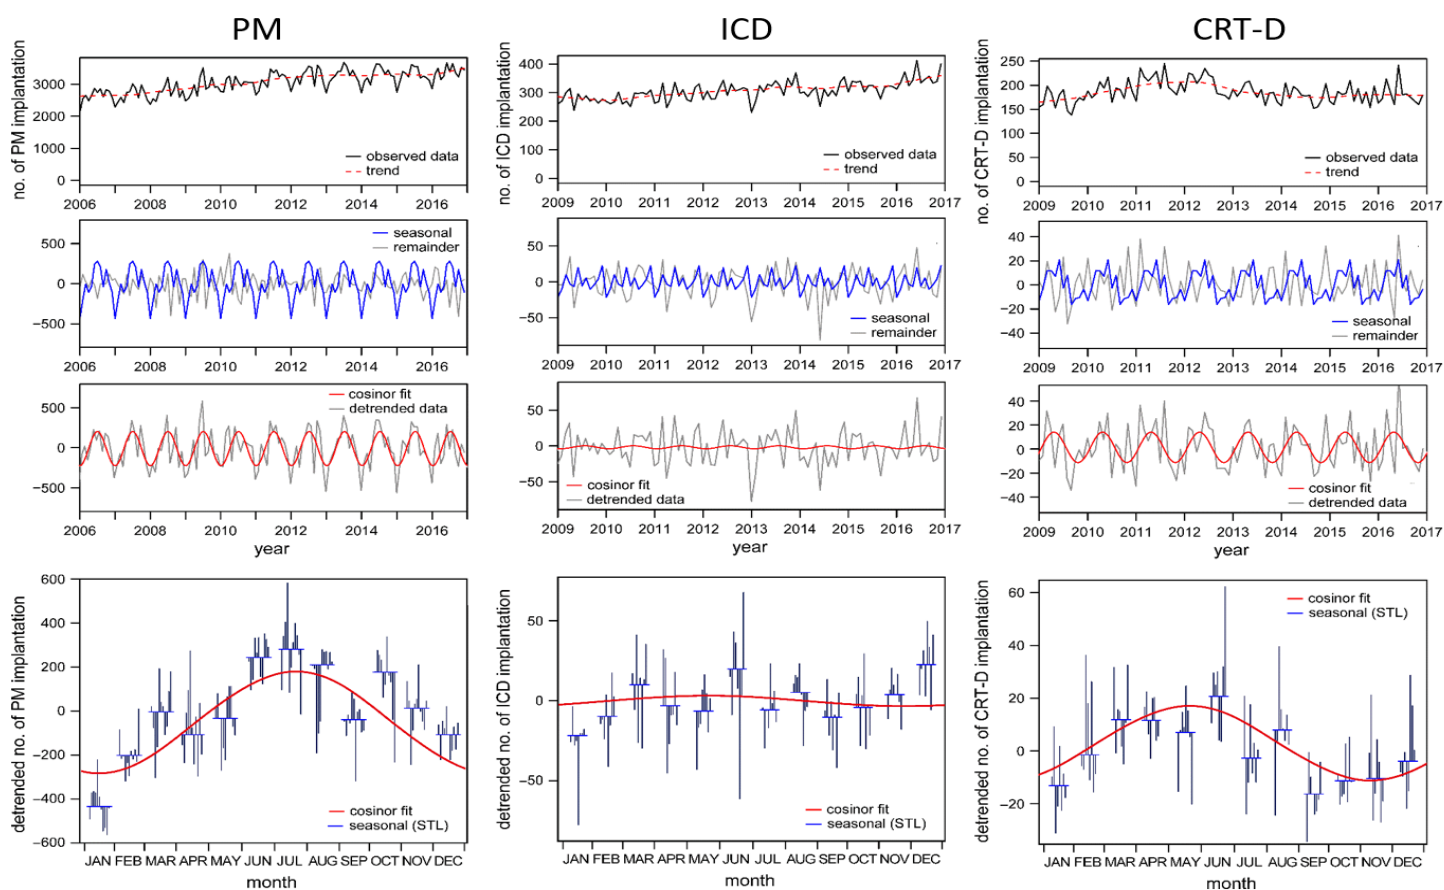 PM
no. of PM implantation
3000
2000
1000
0
observed data
trend
2006 2008 2010 2012 2014 2016
500
0
−500
seasonal
remainder
2006 2008 2010 2012 2014 2016
500
0
−500
cosinor fit
detrended data
2006 2008 2010 2012 2014 2016
year
detrended no. of PM implantation
600
400
200
0
−200
−400
−600
cosinor fit
seasonal (STL)
JAN FEB MAR APR MAY JUN JUL AUG SEP OCT NOV DEC
month
ICD
no. of ICD implantation
400
300
200
100
0
observed data
trend
2009 2010 2011 2012 2013 2014 2015 2016 2017
50
0
−50
seasonal
remainder
2009 2010 2011 2012 2013 2014 2015 2016 2017
50
0
−50
cosinor fit
detrended data
2009 2010 2011 2012 2013 2014 2015 2016 2017
year
detrended no. of ICD implantation
50
0
−50
cosinor fit
seasonal (STL)
JAN FEB MAR APR MAY JUN JUL AUG SEP OCT NOV DEC
month
CRT-D
no. of CRT-D implantation
250
200
150
100
50
0
observed data
trend
2009 2010 2011 2012 2013 2014 2015 2016 2017
40
20
0
−20
−40
seasonal
remainder
2009 2010 2011 2012 2013 2014 2015 2016 2017
40
20
0
−20
−40
cosinor fit
detrended data
2009 2010 2011 2012 2013 2014 2015 2016 2017
year
detrended no. of CRT-D implantation
60
40
20
0
−20
cosinor fit
seasonal (STL)
JAN FEB MAR APR MAY JUN JUL AUG SEP OCT NOV DEC
month